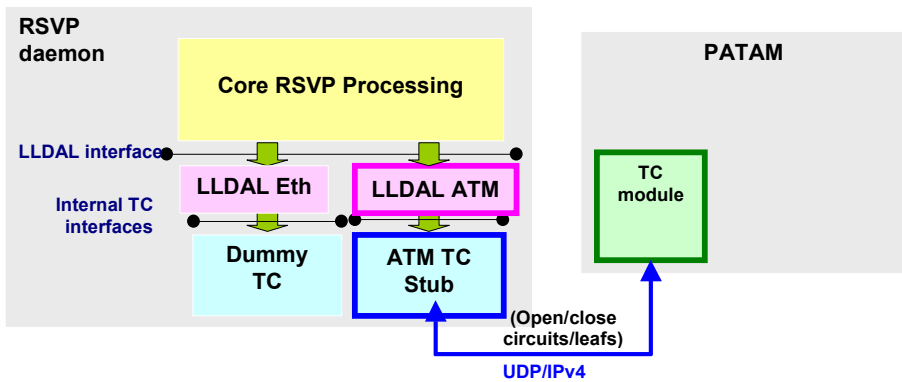 RSVP
daemon
Core RSVP Processing
LLDAL interface
LLDAL Eth
LLDAL ATM
Internal TC
interfaces
Dummy
TC
ATM TC
Stub
PATAM
TC
module
(Open/close
circuits/leafs)
UDP/IPv4